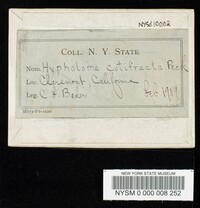 NYSf10002
COLL. N. Y. STATE
Nom: Hypholoma cutifracta Peck
Loc: Claremont California
Leg: C F Baker Feb 1909
NEW YORK STATE MUSEUM
NYSM 0 000 008 252